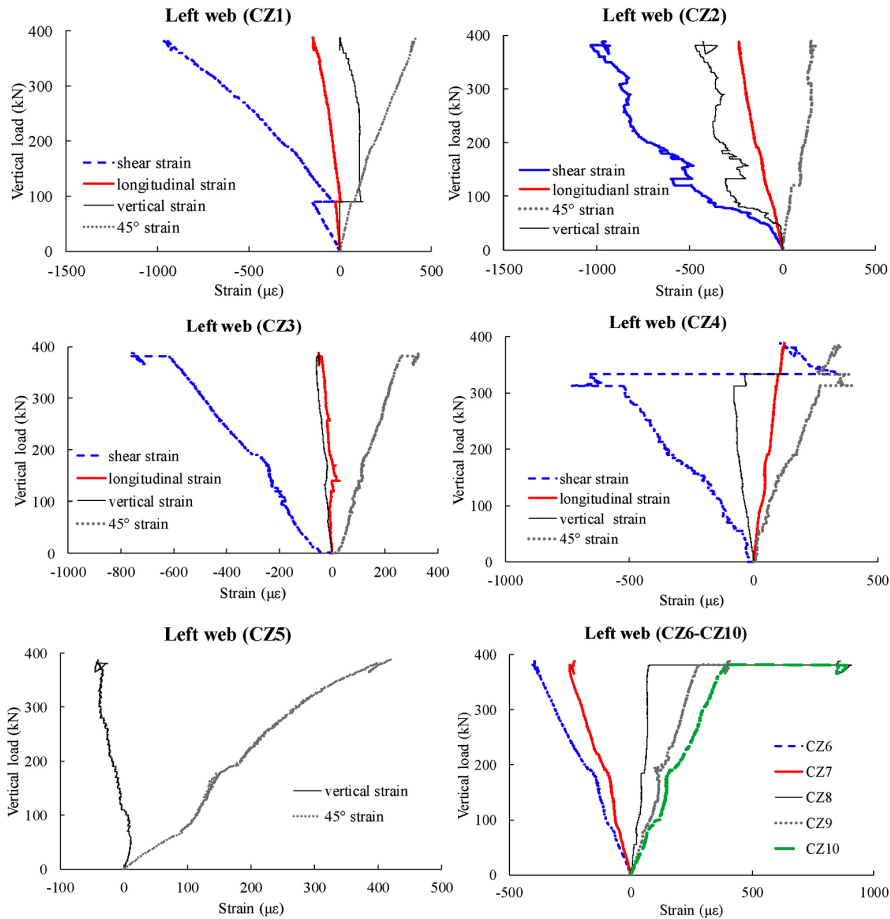 Left web (CZ1)
Vertical load (kN)
400
300
200
100
0
-1500
-1000
-500
0
500
Strain (με)
shear strain
longitudinal strain
vertical strain
45° strain
Left web (CZ2)
Vertical load (kN)
400
300
200
100
0
-1500
-1000
-500
0
500
Strain (με)
shear strain
longitudianl strain
45° strian
vertical strain
Left web (CZ3)
Vertical load (kN)
400
300
200
100
0
-1000
-800
-600
-400
-200
0
200
400
Strain (με)
shear strain
longitudinal strain
vertical strain
45° strain
Left web (CZ4)
Vertical load (kN)
400
300
200
100
0
-1000
-500
0
500
Strain (με)
shear strain
longitudinal strain
vertical strain
45° strain
Left web (CZ5)
Vertical load (kN)
400
300
200
100
0
-100
0
100
200
300
400
500
Strain (με)
vertical strain
45° strain
Left web (CZ6-CZ10)
Vertical load (kN)
400
300
200
100
0
-500
0
500
1000
Strain (με)
CZ6
CZ7
CZ8
CZ9
CZ10